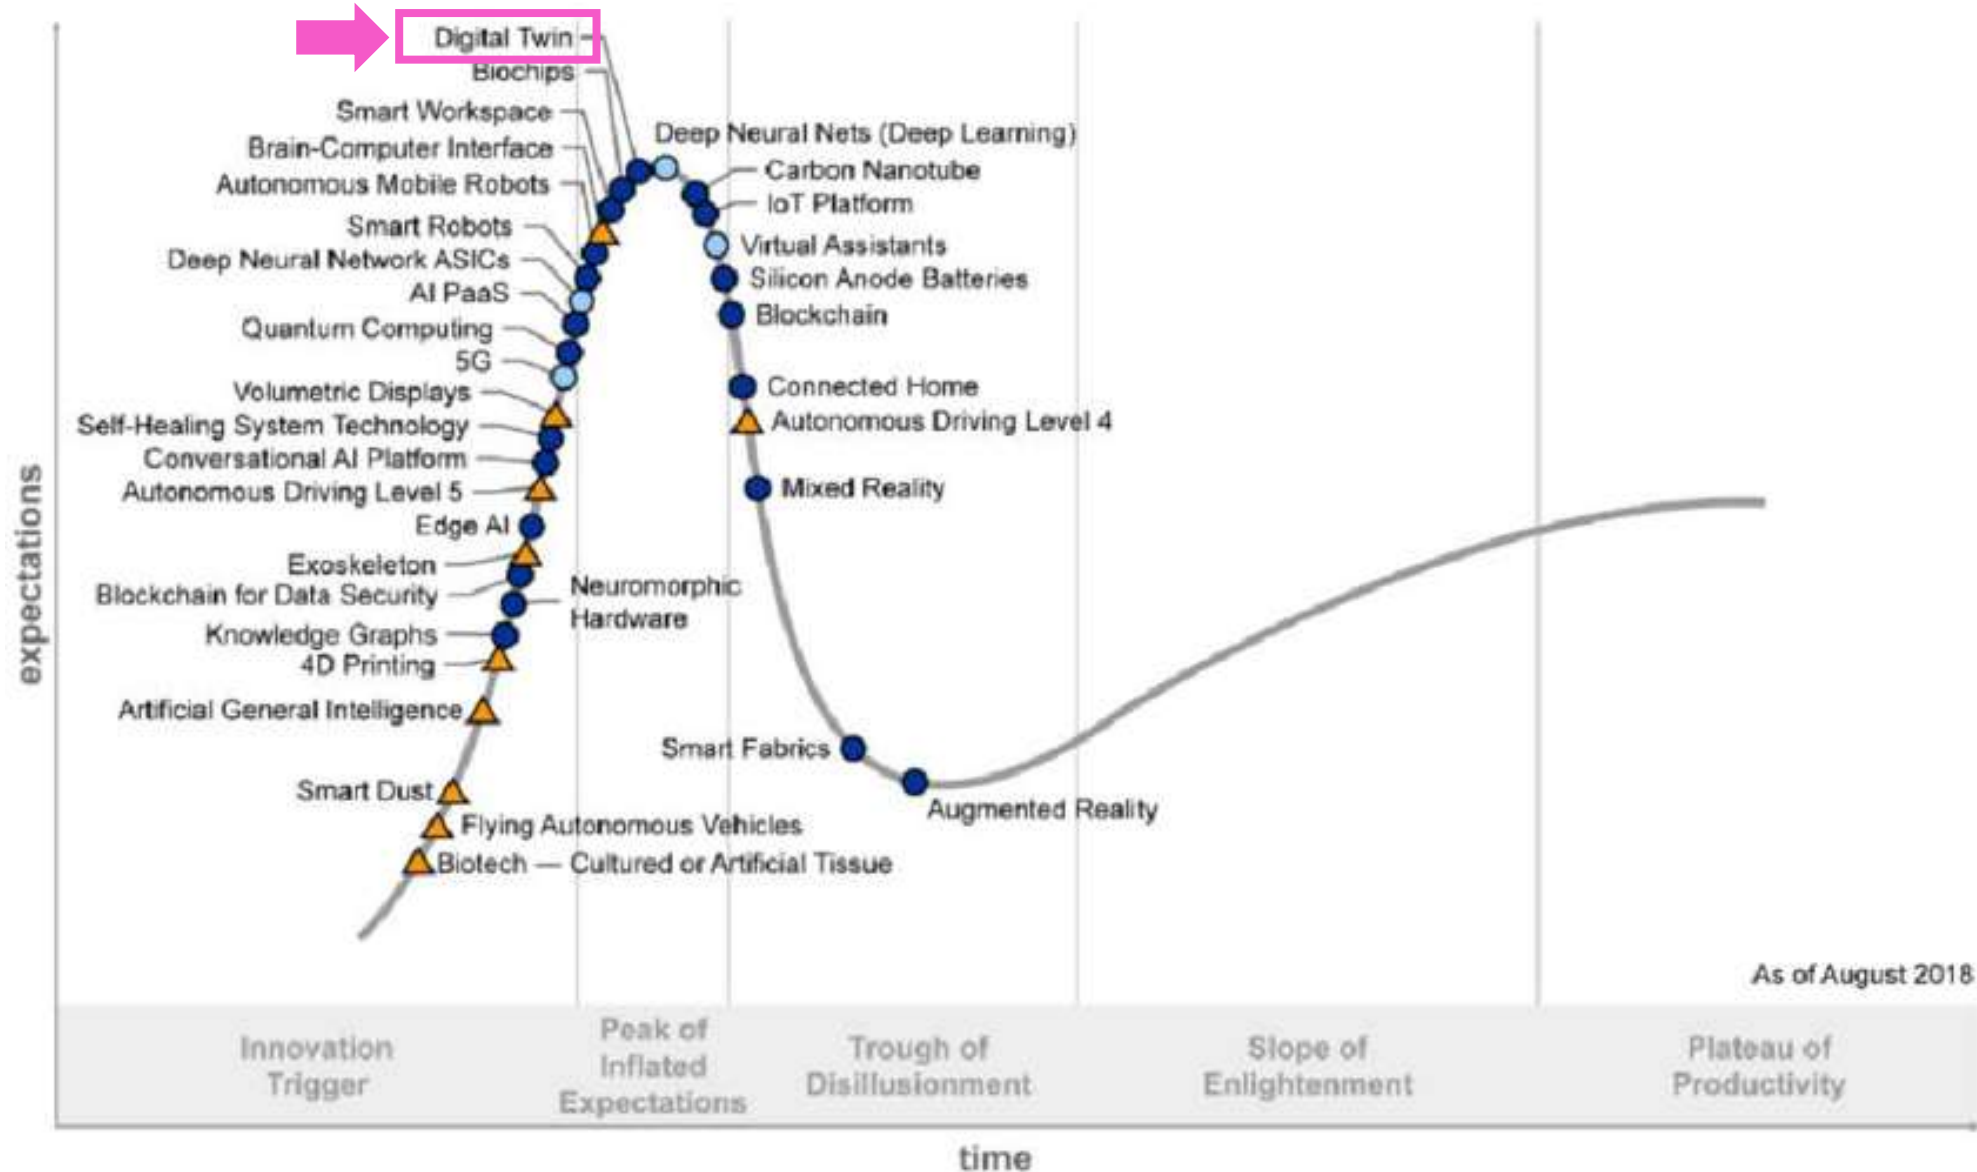 Digital Twin
Biochips
Smart Workspace
Deep Neural Nets (Deep Learning)
Brain-Computer Interface
Carbon Nanotube
Autonomous Mobile Robots
IoT Platform
Smart Robots
Virtual Assistants
Deep Neural Network ASICs
Silicon Anode Batteries
AI PaaS
Blockchain
Quantum Computing
5G
Connected Home
Volumetric Displays
Autonomous Driving Level 4
Self-Healing System Technology
Conversational AI Platform
Mixed Reality
Autonomous Driving Level 5
Edge AI
Exoskeleton
Neuromorphic
Hardware
Blockchain for Data Security
Knowledge Graphs
4D Printing
Artificial General Intelligence
Smart Fabrics
Smart Dust
Augmented Reality
Flying Autonomous Vehicles
Biotech — Cultured or Artificial Tissue
expectations
As of August 2018
Innovation
Trigger
Peak of
Inflated
Expectations
Trough of
Disillusionment
Slope of
Enlightenment
Plateau of
Productivity
time